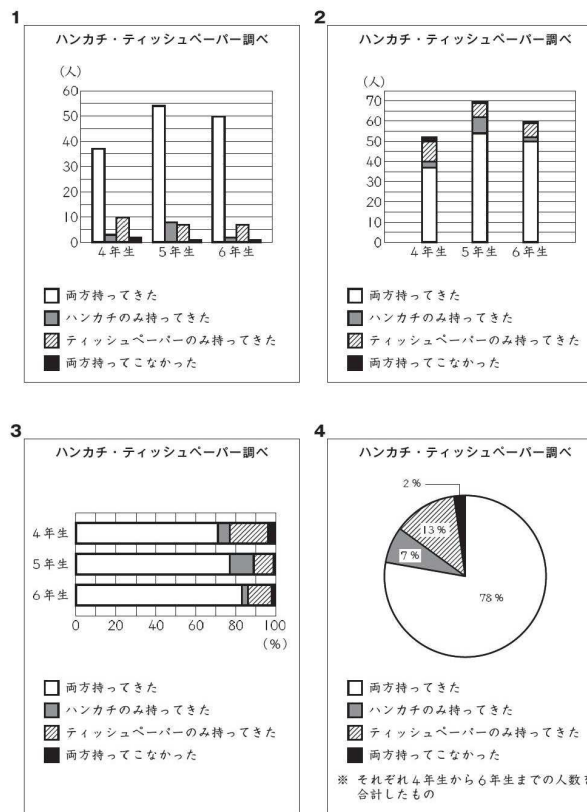 1
ハンカチ・ティッシュペーパー調べ
(人)
60
50
40
30
20
10
0
4年生 5年生 6年生
両方持ってきた
ハンカチのみ持ってきた
ティッシュペーパーのみ持ってきた
両方持ってこなかった
2
ハンカチ・ティッシュペーパー調べ
(人)
70
60
50
40
30
20
10
0
4年生 5年生 6年生
両方持ってきた
ハンカチのみ持ってきた
ティッシュペーパーのみ持ってきた
両方持ってこなかった
3
ハンカチ・ティッシュペーパー調べ
4年生
5年生
6年生
0 20 40 60 80 100
(%)
両方持ってきた
ハンカチのみ持ってきた
ティッシュペーパーのみ持ってきた
両方持ってこなかった
4
ハンカチ・ティッシュペーパー調べ
2%
13%
7%
78%
両方持ってきた
ハンカチのみ持ってきた
ティッシュペーパーのみ持ってきた
両方持ってこなかった
※ それぞれ4年生から6年生までの人数を
合計したもの